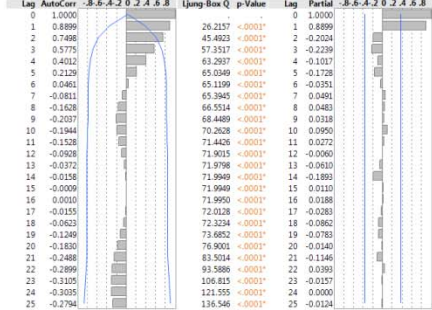 Lag AutoCorr -.8-.6-.4-.2 0 .2 .4 .6 .8 Ljung-Box Q p-Value Lag Partial -.8-.6-.4-.2 0 .2 .4 .6 .8
0 1.0000 . . 0 1.0000
1 0.8899 26.2157 <.0001* 1 0.8899
2 0.7498 45.4923 <.0001* 2 -0.2024
3 0.5775 57.3517 <.0001* 3 -0.2239
4 0.4012 63.2937 <.0001* 4 -0.1017
5 0.2129 65.0349 <.0001* 5 -0.1728
6 0.0461 65.1199 <.0001* 6 -0.0351
7 -0.0811 65.3945 <.0001* 7 0.0491
8 -0.1628 66.5514 <.0001* 8 0.0483
9 -0.2037 68.4489 <.0001* 9 0.0318
10 -0.1944 70.2628 <.0001* 10 0.0950
11 -0.1528 71.4426 <.0001* 11 0.0272
12 -0.0928 71.9015 <.0001* 12 -0.0060
13 -0.0372 71.9798 <.0001* 13 -0.0610
14 -0.0158 71.9949 <.0001* 14 -0.1893
15 -0.0009 71.9949 <.0001* 15 0.0110
16 0.0010 71.9950 <.0001* 16 0.0188
17 -0.0155 72.0128 <.0001* 17 -0.0283
18 -0.0623 72.3234 <.0001* 18 -0.0862
19 -0.1249 73.6852 <.0001* 19 -0.0783
20 -0.1830 76.9001 <.0001* 20 -0.0140
21 -0.2488 83.5014 <.0001* 21 -0.1146
22 -0.2899 93.5886 <.0001* 22 0.0393
23 -0.3105 106.815 <.0001* 23 -0.0157
24 -0.3035 121.555 <.0001* 24 0.0000
25 -0.2794 136.546 <.0001* 25 -0.0124